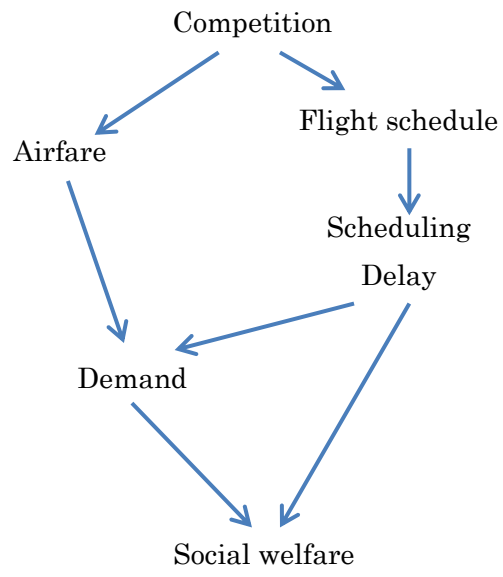 Competition
Flight schedule
Airfare
Scheduling
Delay
Demand
Social welfare